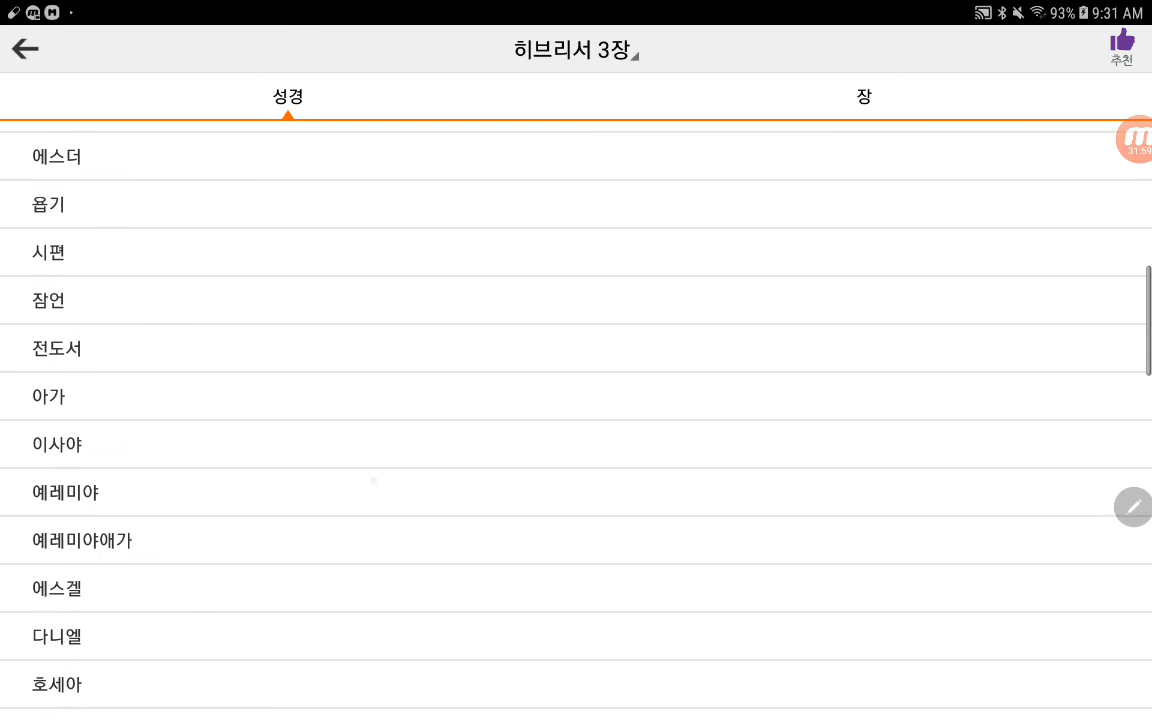 93% 9:31 AM
히브리서 3장
추천
성경 장
31:59
에스더
욥기
시편
잠언
전도서
아가
이사야
예레미야
예레미야애가
에스겔
다니엘
호세아